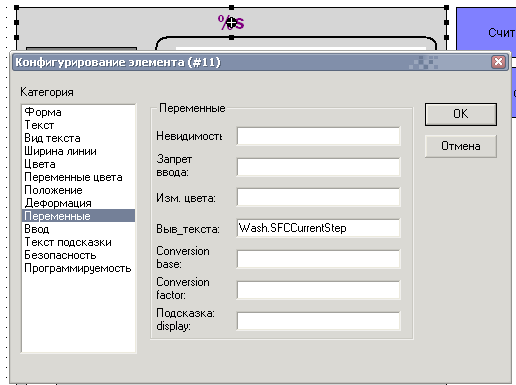 %s
Счит
Конфигурирование элемента (#11)
Категория
Форма
Текст
Вид текста
Ширина линии
Цвета
Переменные цвета
Положение
Деформация
Переменные
Ввод
Текст подсказки
Безопасность
Программируемость
Переменные
Невидимость
Запрет
ввода:
Изм. цвета:
Выв_текста:
Wash.SFCCurrentStep
Conversion
base:
Conversion
factor:
Подсказка:
display:
OK
Отмена